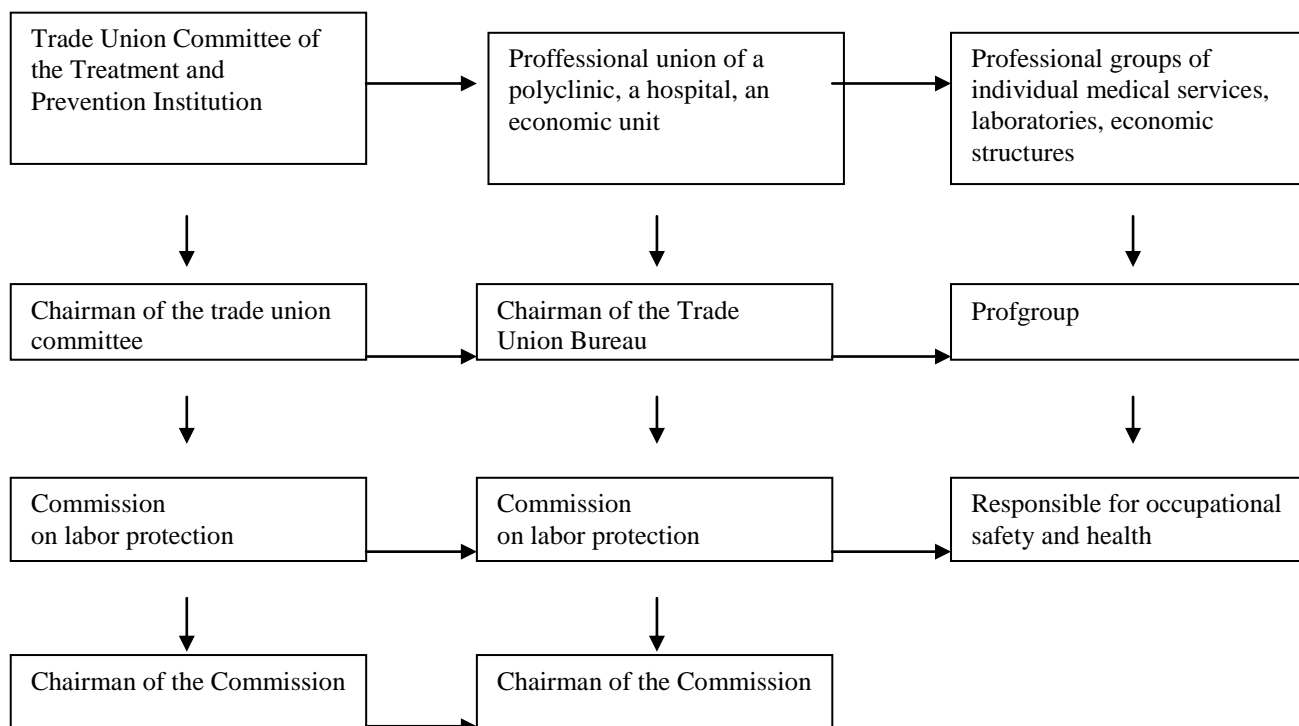 Trade Union Committee of
the Treatment and
Prevention Institution
Proffessional union of a
polyclinic, a hospital, an
economic unit
Professional groups of
individual medical services,
laboratories, economic
structures
Chairman of the trade union
committee
Chairman of the Trade
Union Bureau
Profgroup
Commission
on labor protection
Commission
on labor protection
Responsible for occupational
safety and health
Chairman of the Commission
Chairman of the Commission